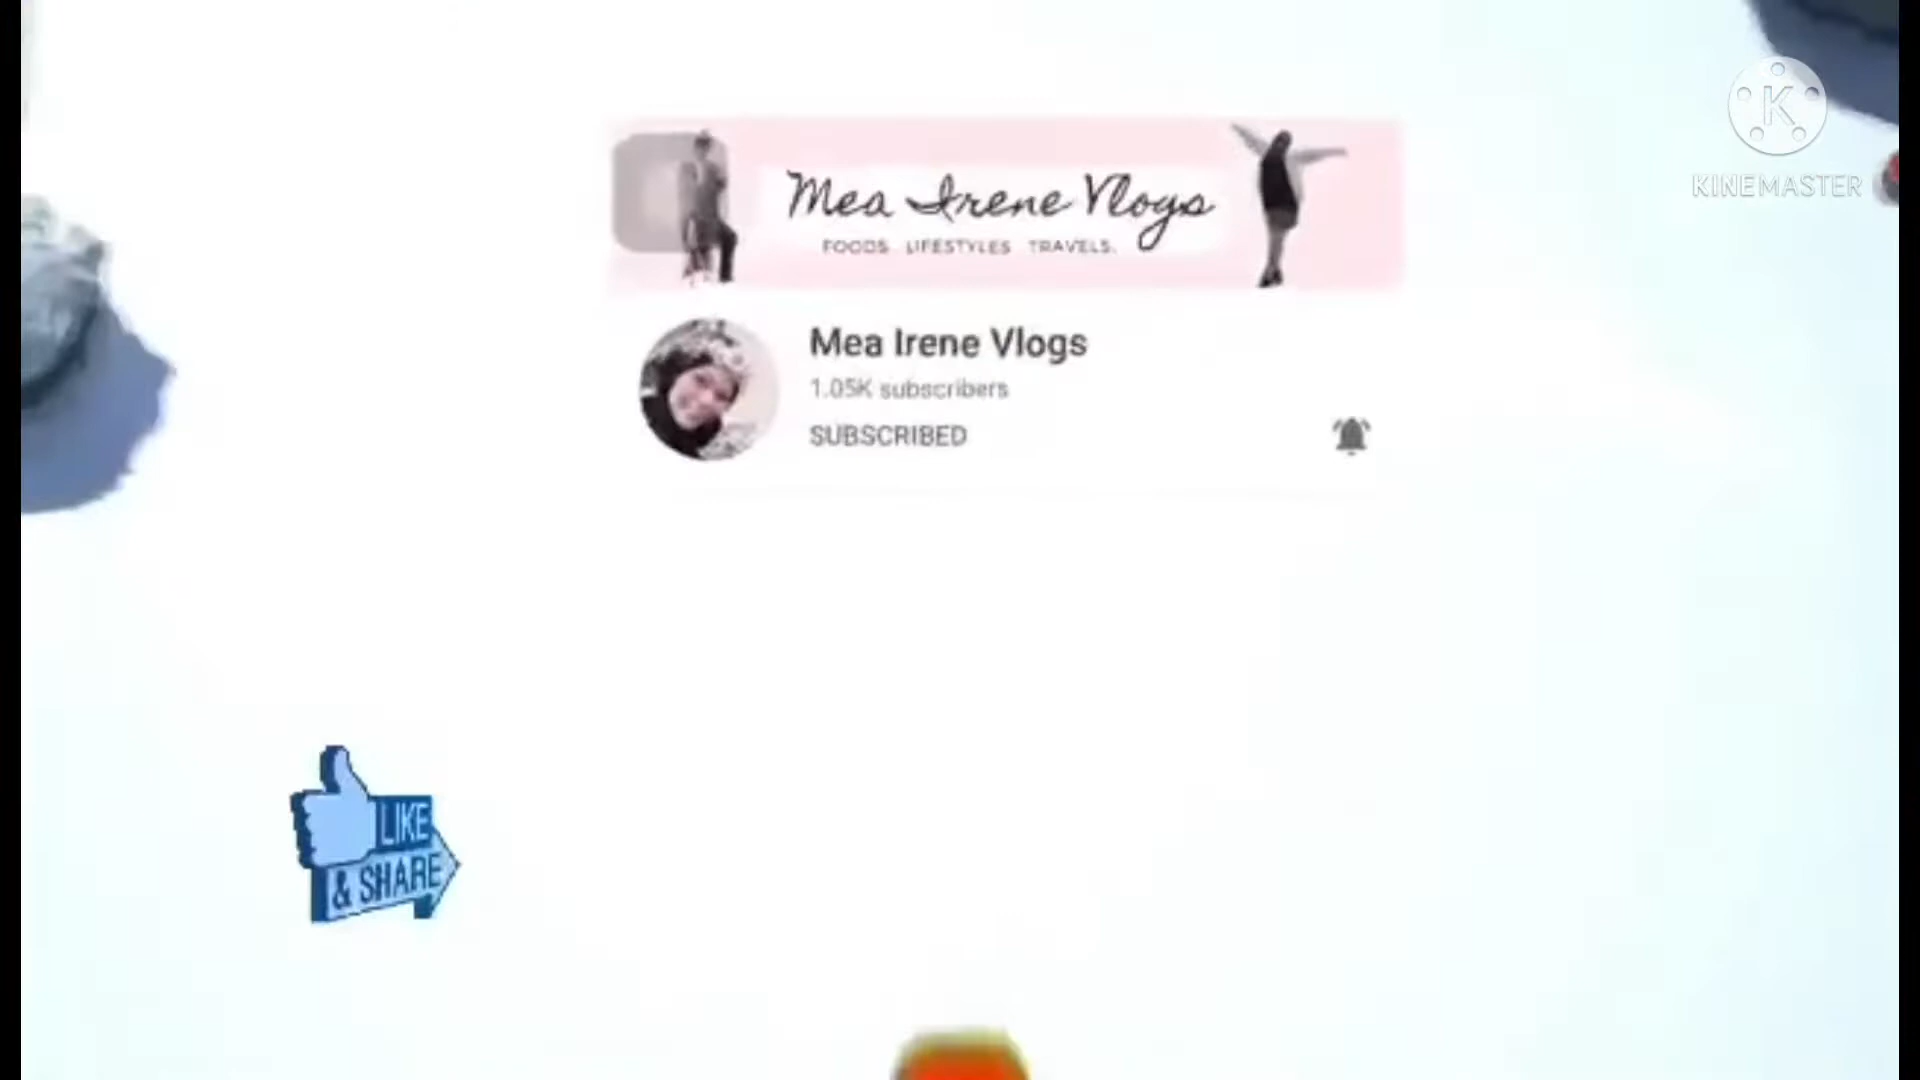 KINEMASTER
Mea Irene Vlogs
FOODS LIFESTYLES TRAVELS.
Mea Irene Vlogs
1.05K subscribers
SUBSCRIBED
LIKE
& SHARE